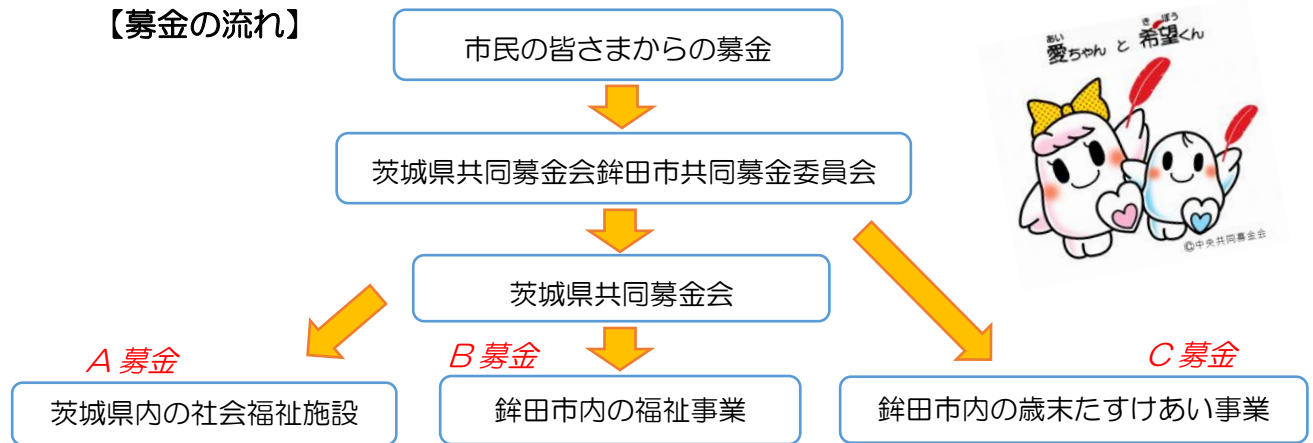 【募金の流れ】
市民の皆さまからの募金
あい き ぼう
愛ちゃん と 希望くん
茨城県共同募金会鉾田市共同募金委員会
©中央共同募金会
茨城県共同募金会
A 募金
B 募金
C 募金
茨城県内の社会福祉施設
鉾田市内の福祉事業
鉾田市内の歳末たすけあい事業